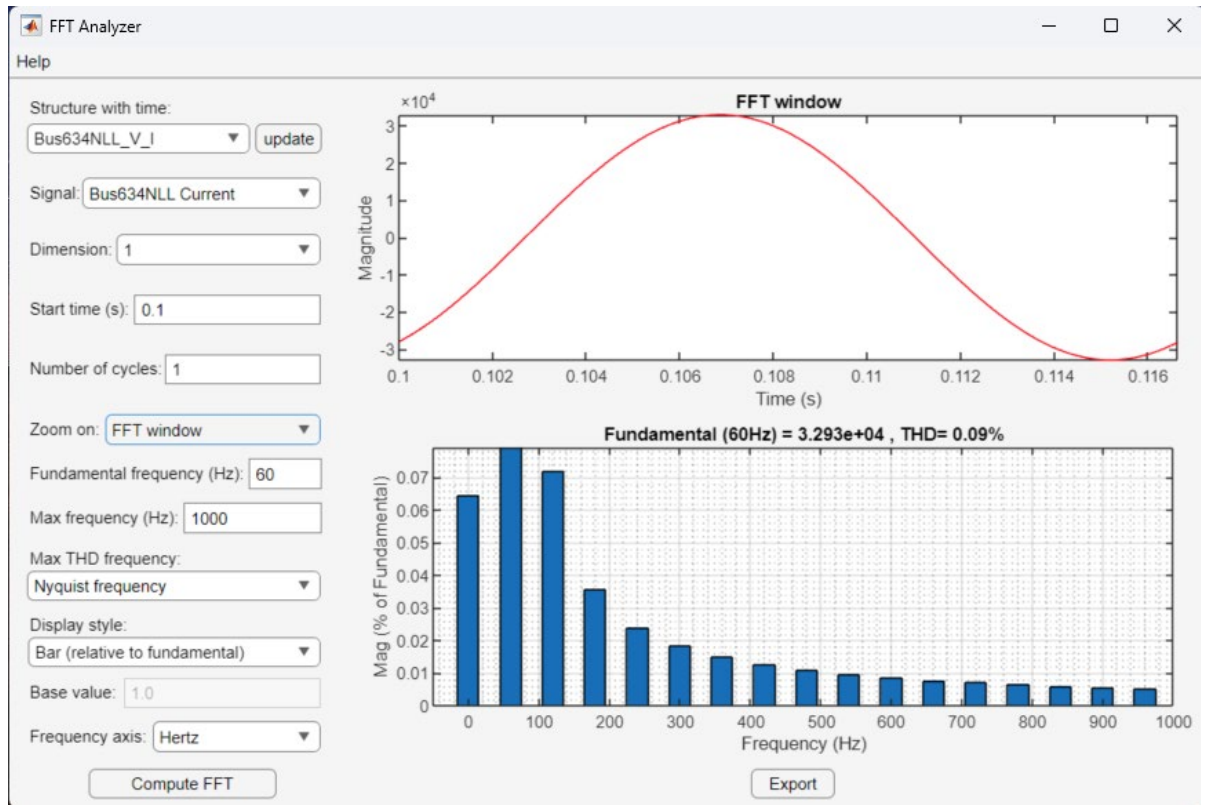 FFT Analyzer
Help
Structure with time:
Bus634NLL_V_I
update
Signal: Bus634NLL Current
Dimension: 1
Start time (s): 0.1
Number of cycles: 1
Zoom on: FFT window
Fundamental frequency (Hz): 60
Max frequency (Hz): 1000
Max THD frequency:
Nyquist frequency
Display style:
Bar (relative to fundamental)
Base value: 1.0
Frequency axis: Hertz
Compute FFT
×10⁴
FFT window
3
2
1
0
-1
-2
-3
Magnitude
0.1 0.102 0.104 0.106 0.108 0.11 0.112 0.114 0.116
Time (s)
Fundamental (60Hz) = 3.293e+04 , THD= 0.09%
0.07
0.06
0.05
0.04
0.03
0.02
0.01
0
Mag (% of Fundamental)
0 100 200 300 400 500 600 700 800 900 1000
Frequency (Hz)
Export